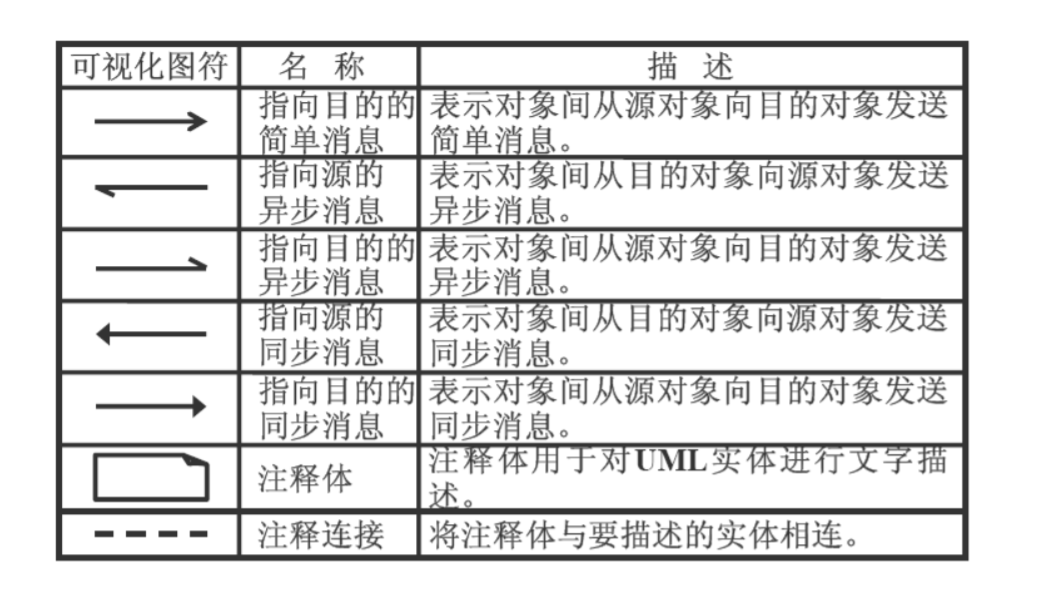 可视化图符 名 称 描 述
指向目的的 表示对象间从源对象向目的对象发送
简单消息 简单消息。
指向源的 表示对象间从目的对象向源对象发送
异步消息 异步消息。
指向目的的 表示对象间从源对象向目的对象发送
异步消息 异步消息。
指向源的 表示对象间从目的对象向源对象发送
同步消息 同步消息。
指向目的的 表示对象间从源对象向目的对象发送
同步消息 同步消息。
注释体 注释体用于对UML实体进行文字描
述。
注释连接 将注释体与要描述的实体相连。